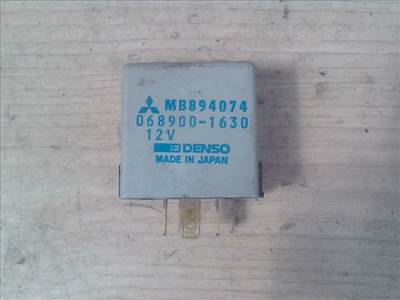 MB894074
068900-1630
12V
DENSO
MADE IN JAPAN